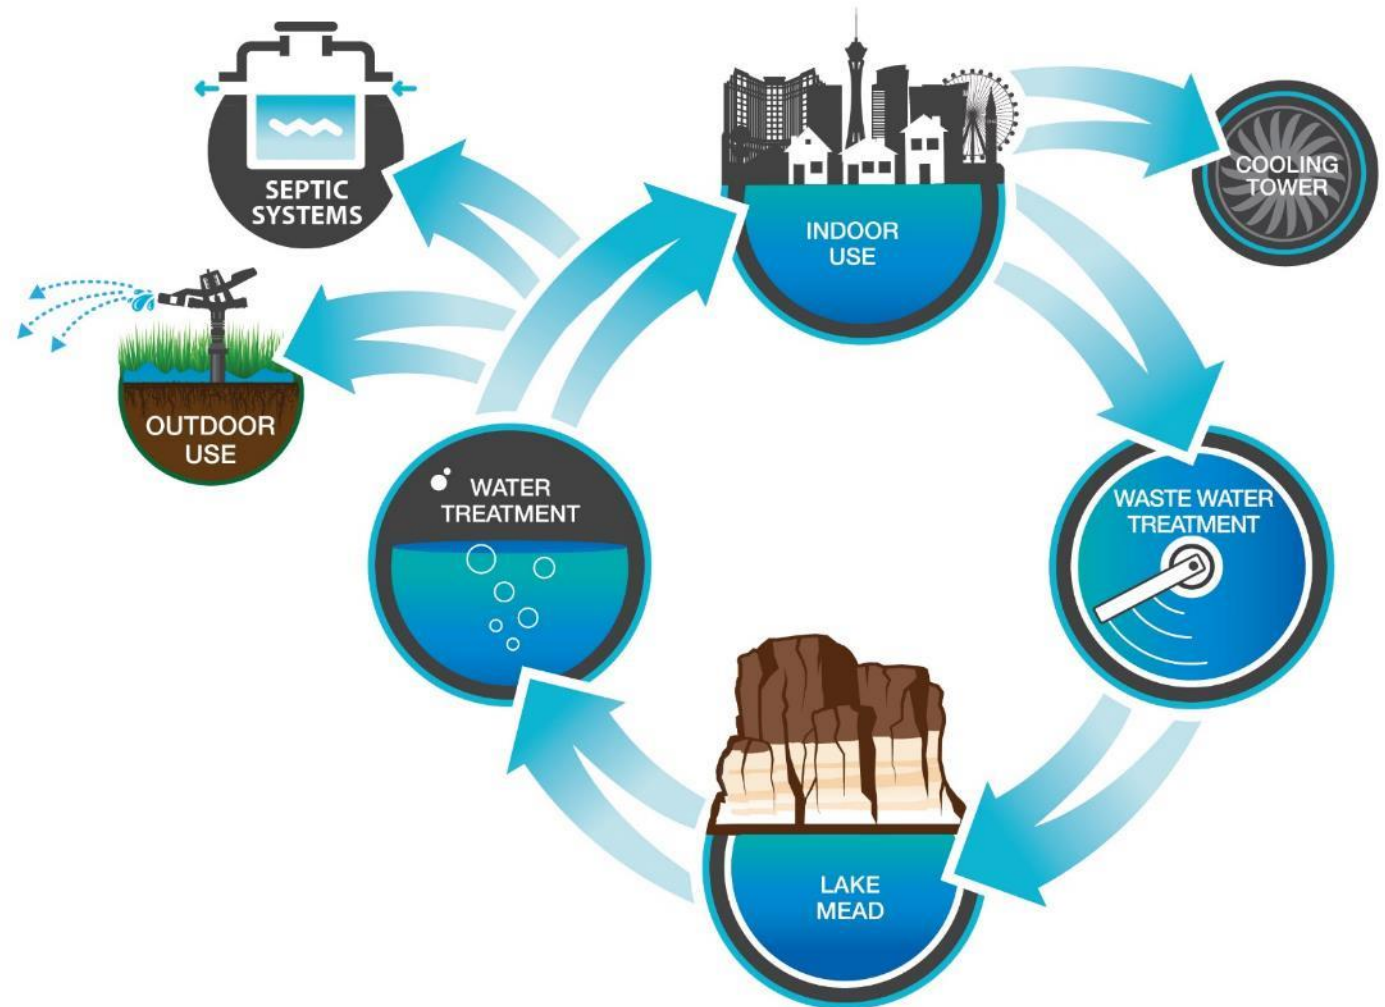 SEPTIC
SYSTEMS
INDOOR
USE
COOLING
TOWER
OUTDOOR
USE
WATER
TREATMENT
WASTE WATER
TREATMENT
LAKE
MEAD